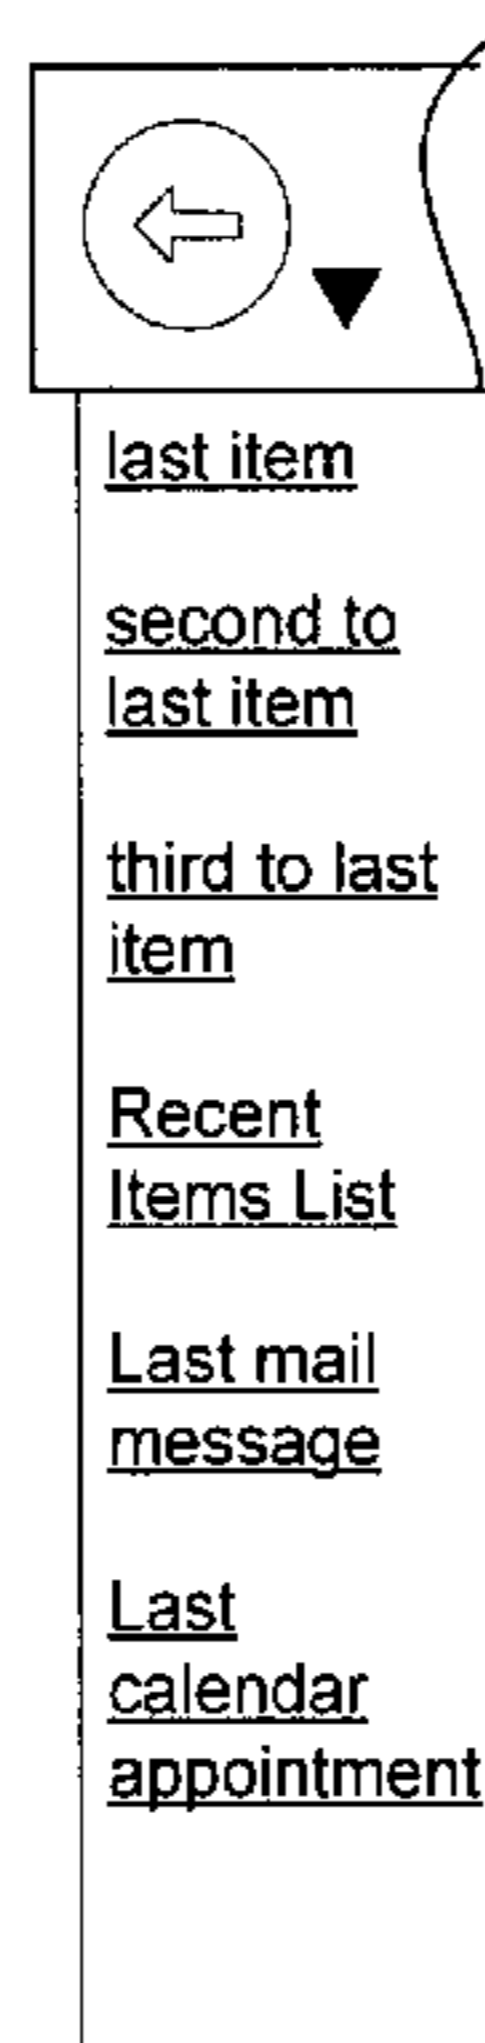 last item
second to
last item
third to last
item
Recent
Items List
Last mail
message
Last
calendar
appointment